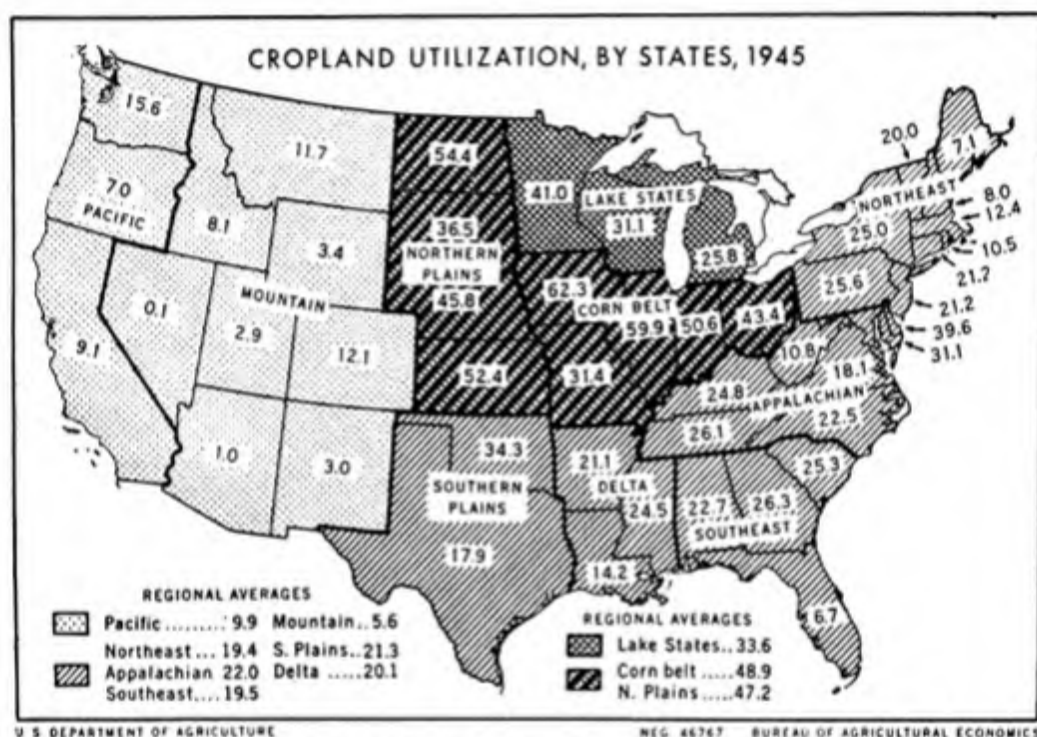 CROPLAND UTILIZATION, BY STATES, 1945
15.6
11.7
54.4
41.0
LAKE STATES
20.0
7.1
7.0
PACIFIC
8.1
3.4
36.5
NORTHERN
PLAINS
45.8
31.1
25.8
NORTHEAST
8.0
12.4
25.0
10.5
21.2
MOUNTAIN
0.1
2.9
12.1
62.3
CORN BELT
59.9
50.6
43.4
25.6
21.2
39.6
31.1
9.1
52.4
31.4
10.8
18.1
24.8
APPALACHIAN
22.5
26.1
1.0
3.0
34.3
SOUTHERN
PLAINS
17.9
21.1
DELTA
24.5
22.7
26.3
25.3
SOUTHEAST
14.2
6.7
REGIONAL AVERAGES
Pacific ......... 9.9 Mountain..5.6
Northeast ... 19.4 S. Plains..21.3
Appalachian 22.0 Delta .....20.1
Southeast.... 19.5
REGIONAL AVERAGES
Lake States..33.6
Corn belt .....48.9
N. Plains .....47.2
U S DEPARTMENT OF AGRICULTURE
NEG. 46767 BUREAU OF AGRICULTURAL ECONOMICS